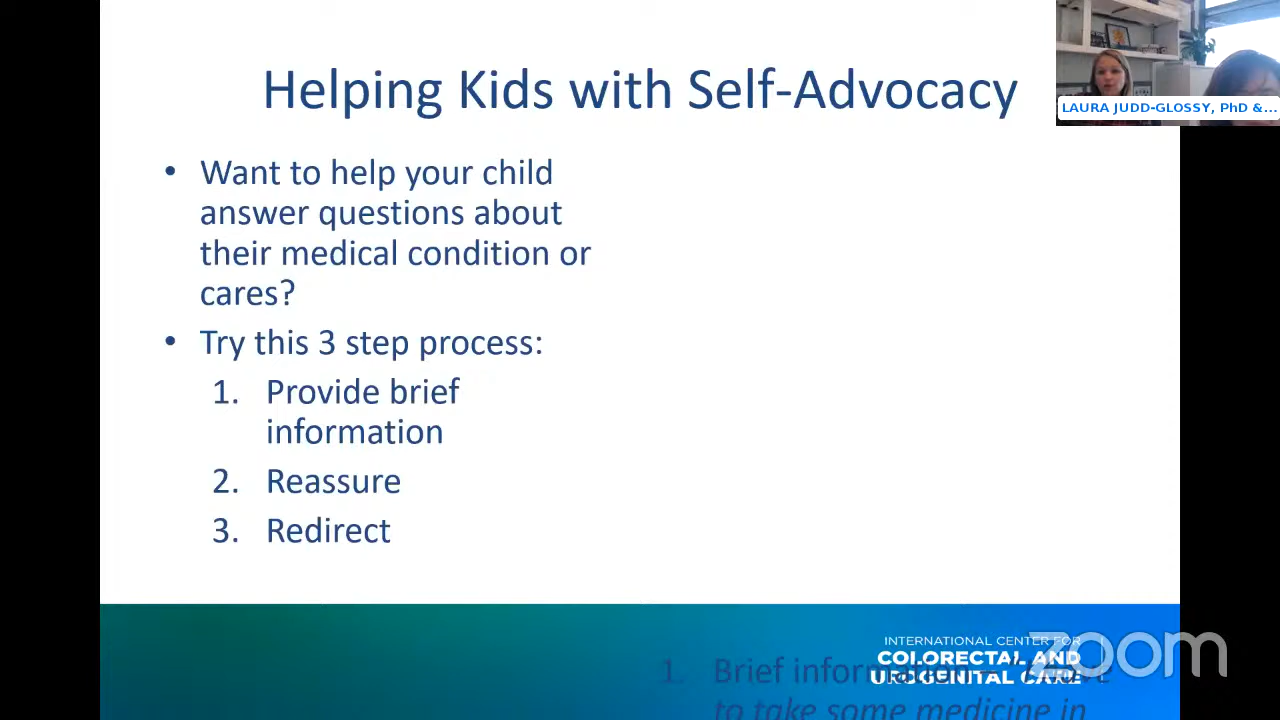 Helping Kids with Self-Advocacy
LAURA JUDD-GLOSSY, PhD &...
• Want to help your child
answer questions about
their medical condition or
cares?
• Try this 3 step process:
1. Provide brief
information
2. Reassure
3. Redirect
INTERNATIONAL CENTER FOR
COLORECTAL AND
UROGENITAL CARE
zoom
1. Brief information
to take some medicine in